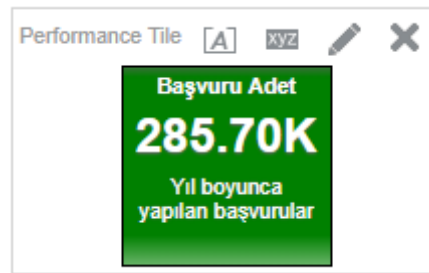 Performance Tile [A] xyz
Başvuru Adet
285.70K
Yıl boyunca
yapılan başvurular